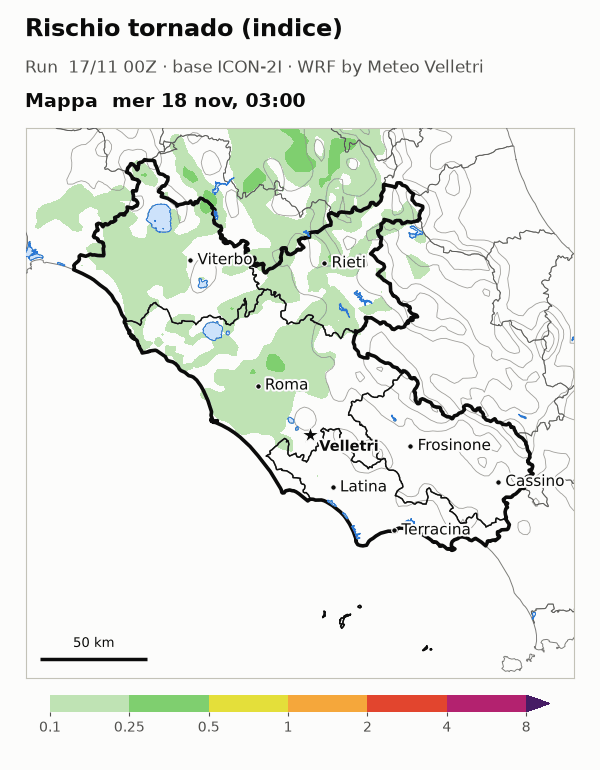 Rischio tornado (indice)
Run  17/11 00Z · base ICON-2I · WRF by Meteo Velletri
Mappa  mer 18 nov, 03:00
Viterbo
Rieti
Roma
Velletri
Frosinone
Cassino
Latina
Terracina
50 km
0.1 0.25 0.5 1 2 4 8